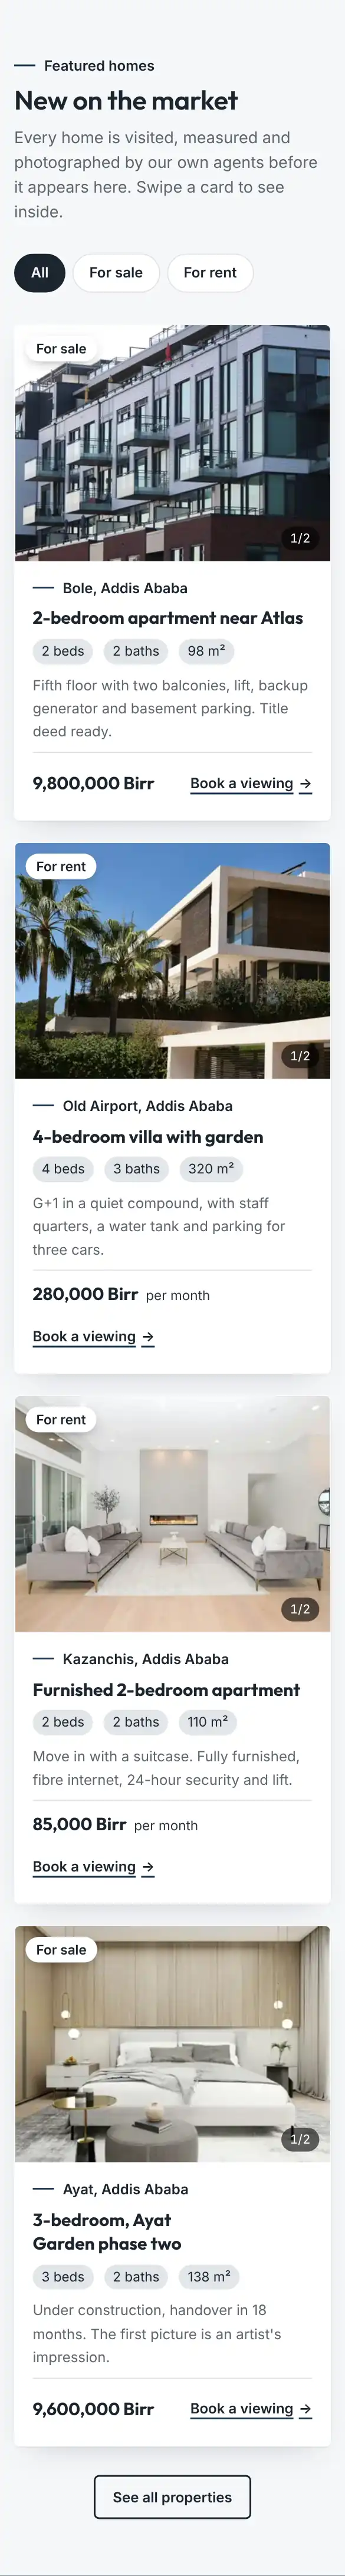 Featured homes
New on the market
Every home is visited, measured and
photographed by our own agents before
it appears here. Swipe a card to see
inside.
All
For sale
For rent
For sale
1/2
Bole, Addis Ababa
2-bedroom apartment near Atlas
2 beds
2 baths
98 m²
Fifth floor with two balconies, lift, backup
generator and basement parking. Title
deed ready.
9,800,000 Birr
Book a viewing →
For rent
1/2
Old Airport, Addis Ababa
4-bedroom villa with garden
4 beds
3 baths
320 m²
G+1 in a quiet compound, with staff
quarters, a water tank and parking for
three cars.
280,000 Birr per month
Book a viewing →
For rent
1/2
Kazanchis, Addis Ababa
Furnished 2-bedroom apartment
2 beds
2 baths
110 m²
Move in with a suitcase. Fully furnished,
fibre internet, 24-hour security and lift.
85,000 Birr per month
Book a viewing →
For sale
1/2
Ayat, Addis Ababa
3-bedroom, Ayat
Garden phase two
3 beds
2 baths
138 m²
Under construction, handover in 18
months. The first picture is an artist's
impression.
9,600,000 Birr
Book a viewing →
See all properties